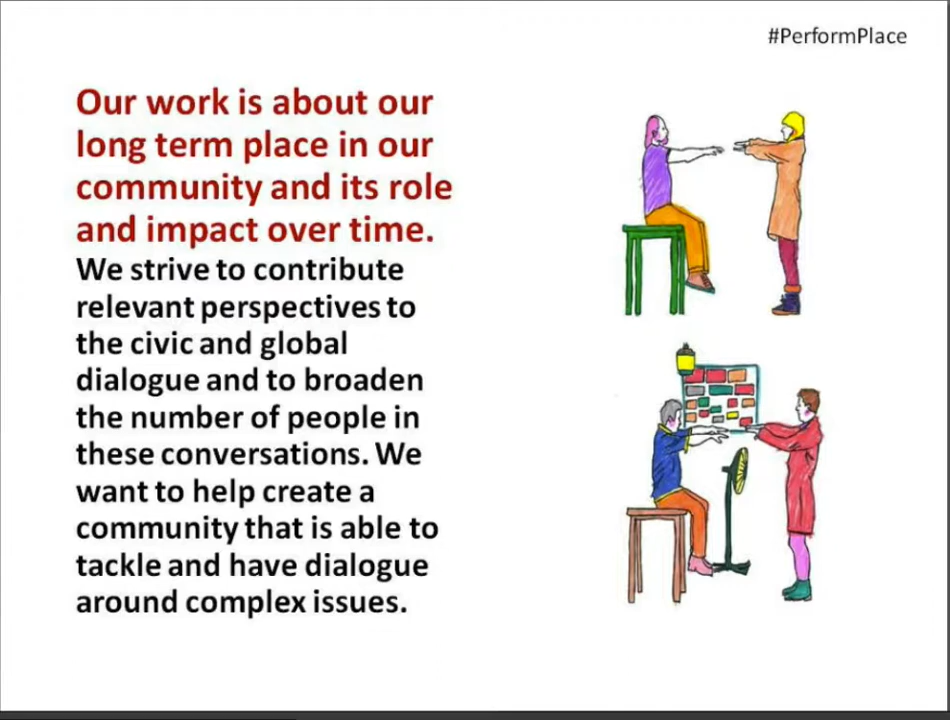 #PerformPlace
Our work is about our
long term place in our
community and its role
and impact over time.
We strive to contribute
relevant perspectives to
the civic and global
dialogue and to broaden
the number of people in
these conversations. We
want to help create a
community that is able to
tackle and have dialogue
around complex issues.